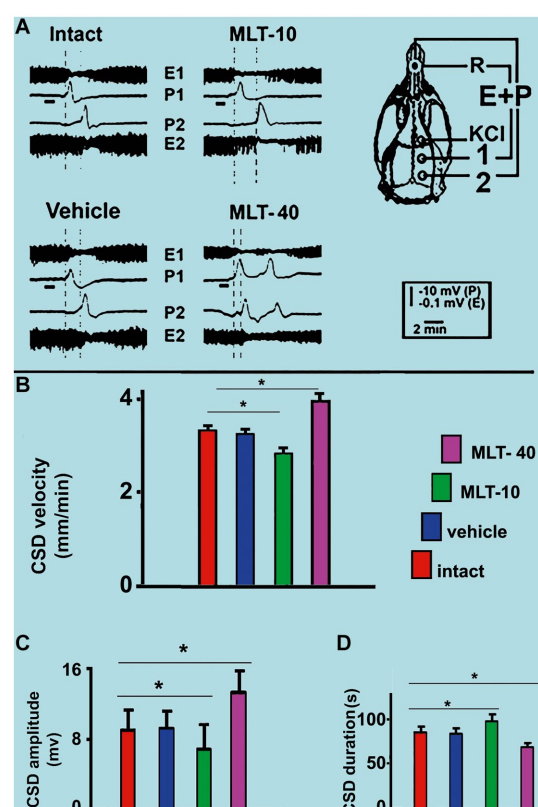 A
Intact
MLT-10
E1
P1
P2
E2
R
E+P
KCl
1
2
Vehicle
MLT- 40
E1
P1
P2
E2
-10 mV (P)
-0.1 mV (E)
2 min
B
CSD velocity
(mm/min)
4
2
0
*
*
MLT- 40
MLT-10
vehicle
intact
C
CSD amplitude
(mv)
16
8
0
*
*
D
CSD duration(s)
100
50
0
*
*